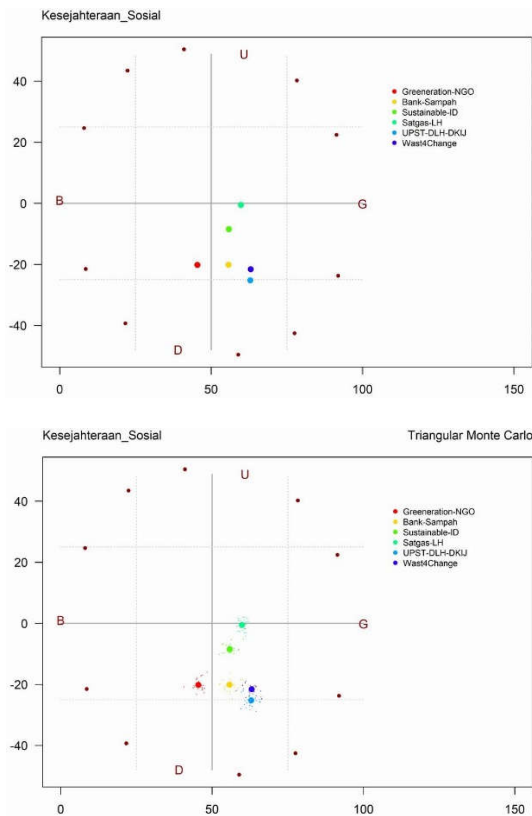 Kesejahteraan_Sosial
U
40
Greeneration-NGO
Bank-Sampah
20
Sustainable-ID
Satgas-LH
UPST-DLH-DKIJ
Wast4Change
0
B
G
-20
-40
D
0
50
100
150
Kesejahteraan_Sosial
Triangular Monte Carlo
U
40
Greeneration-NGO
Bank-Sampah
20
Sustainable-ID
Satgas-LH
UPST-DLH-DKIJ
Wast4Change
0
B
G
-20
-40
D
0
50
100
150